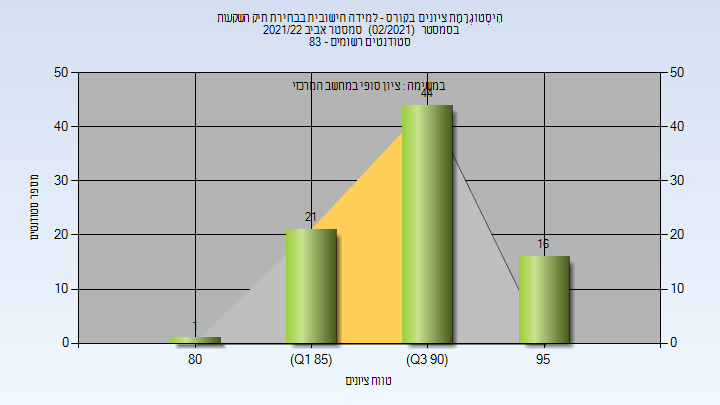 היסטוגרמת ציונים בקורס - למידה חישובית בבחירת תיק השקעות
בסמסטר (02/2021) סמסטר אביב 2021/22
סטודנטים רשומים - 83
במשימה : ציון סופי במחשב המרכזי
50 50
40 40
30 30
20 20
10 10
0 0
1
21
44
16
מספר סטודנטים
80 (Q1 85) (Q3 90) 95
טווח ציונים